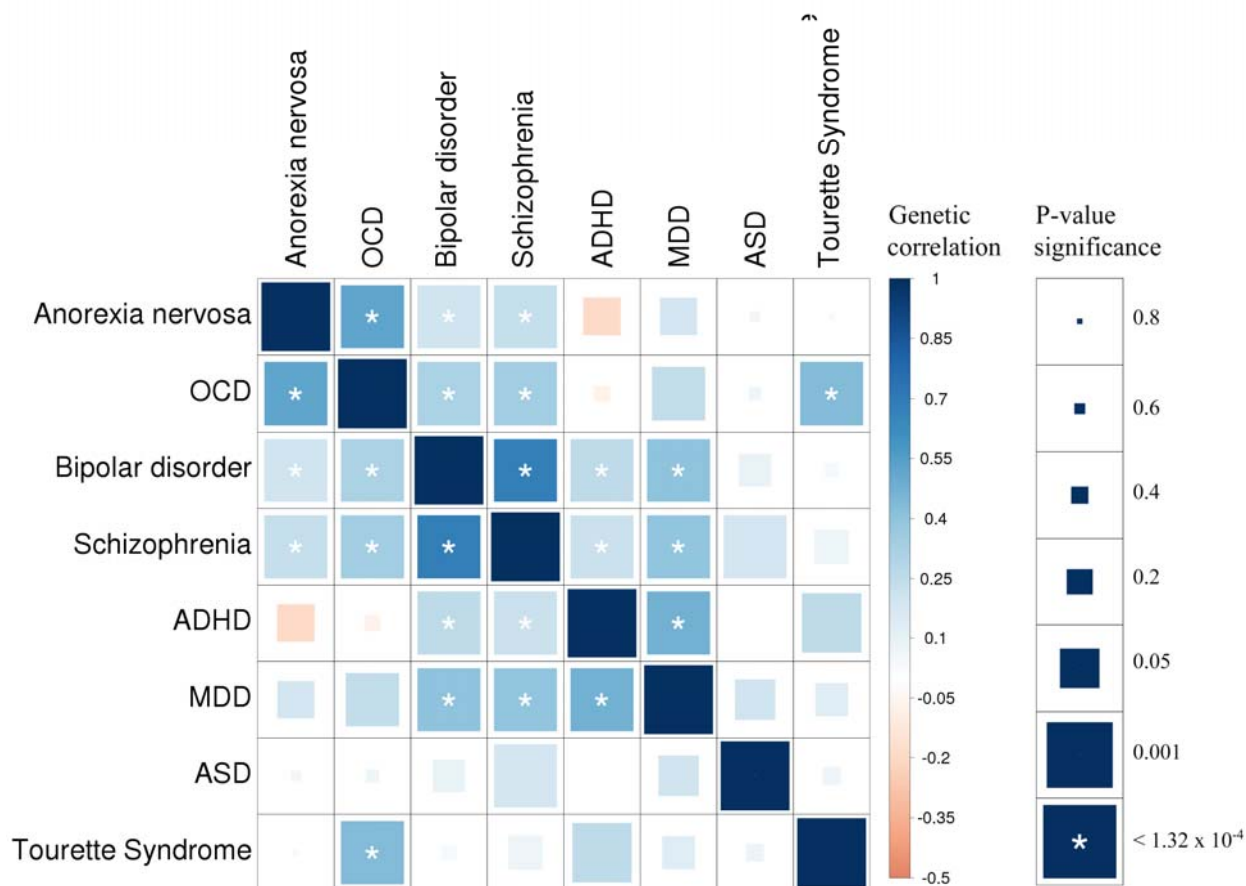 Anorexia nervosa
OCD
Bipolar disorder
Schizophrenia
ADHD
MDD
ASD
Tourette Syndrome
Genetic
correlation
P-value
significance
Anorexia nervosa
* * *
OCD
* * * *
Bipolar disorder
* * * * *
Schizophrenia
* * * * *
ADHD
* * *
MDD
* * *
ASD
Tourette Syndrome
*
1
0.85
0.7
0.55
0.4
0.25
0.1
-0.05
-0.2
-0.35
-0.5
0.8
0.6
0.4
0.2
0.05
0.001
*
< 1.32 x 10⁻⁴